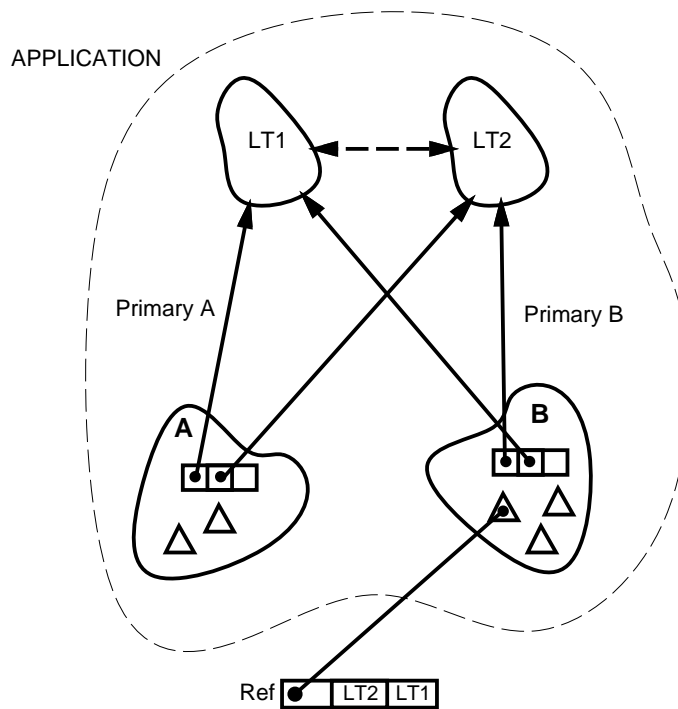 APPLICATION
LT1
LT2
Primary A
Primary B
A
B
Ref
LT2
LT1